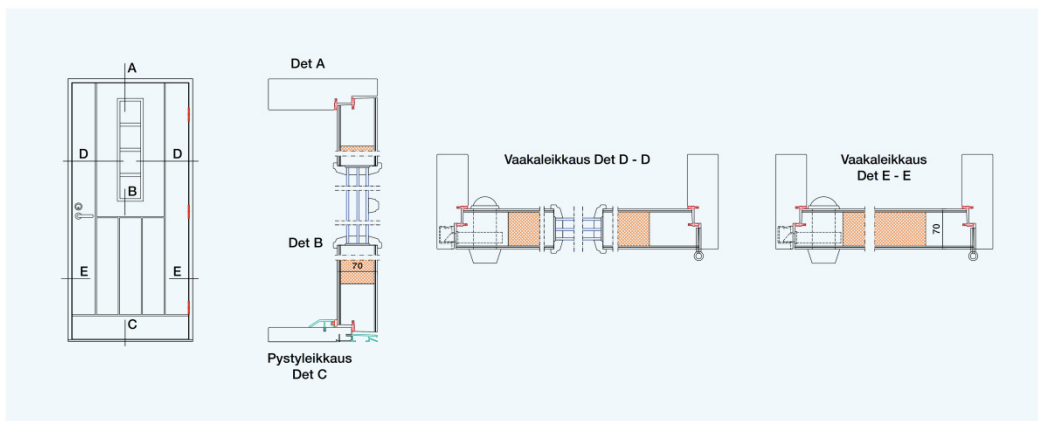 A
D
D
B
E
E
C
Det A
Det B
70
Pystyleikkaus
Det C
Vaakaleikkaus Det D - D
Vaakaleikkaus
Det E - E
70